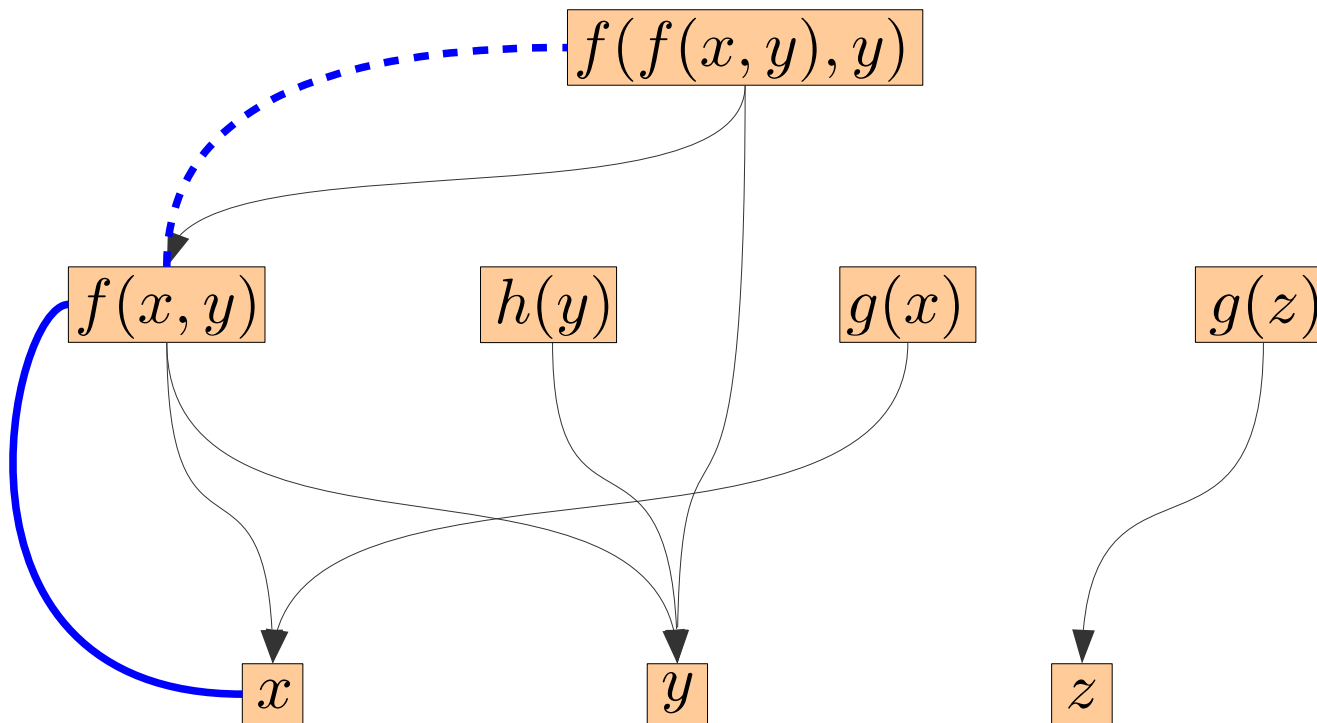 f(f(x, y), y)
f(x, y)
h(y)
g(x)
g(z)
x
y
z